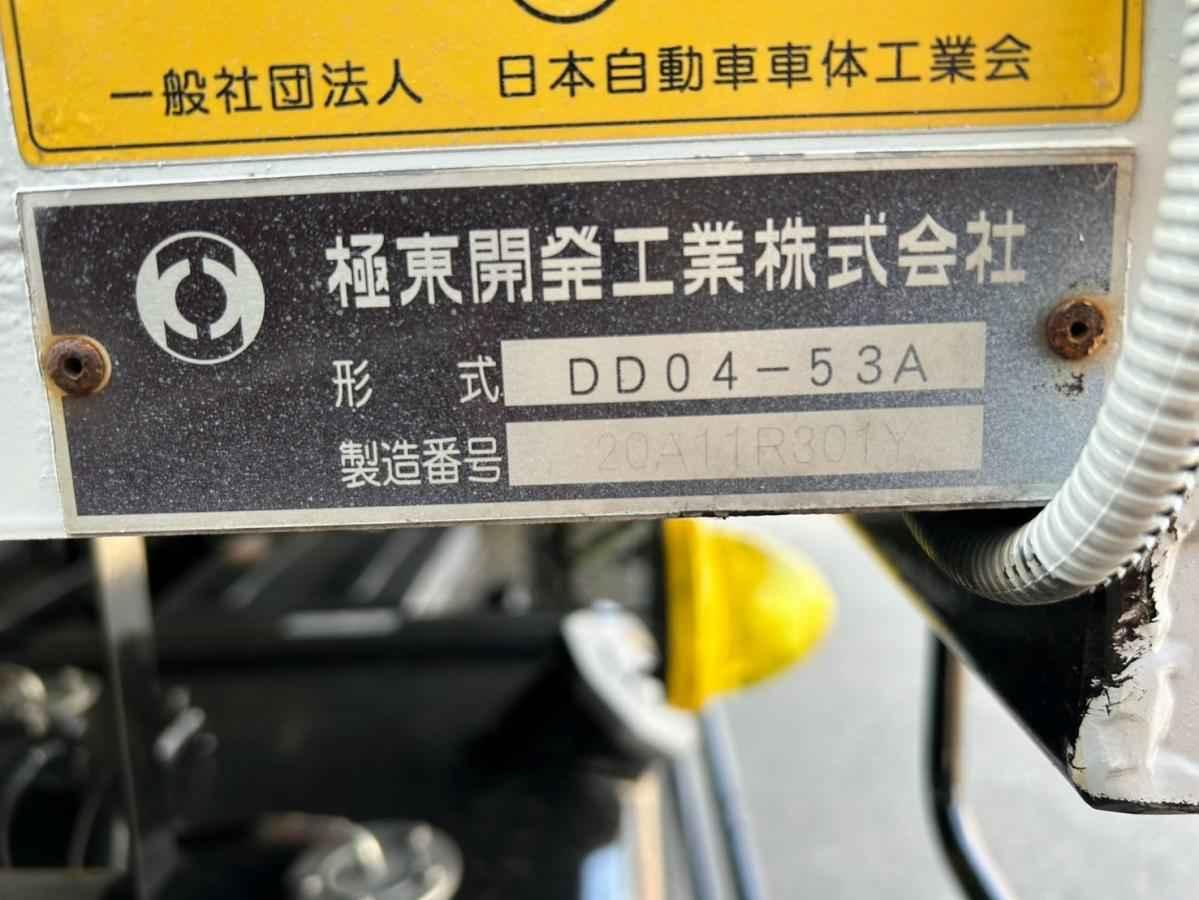 一般社団法人 日本自動車車体工業会
極東開発工業株式会社
形 式 DD04-53A
製造番号 20A11R301Y